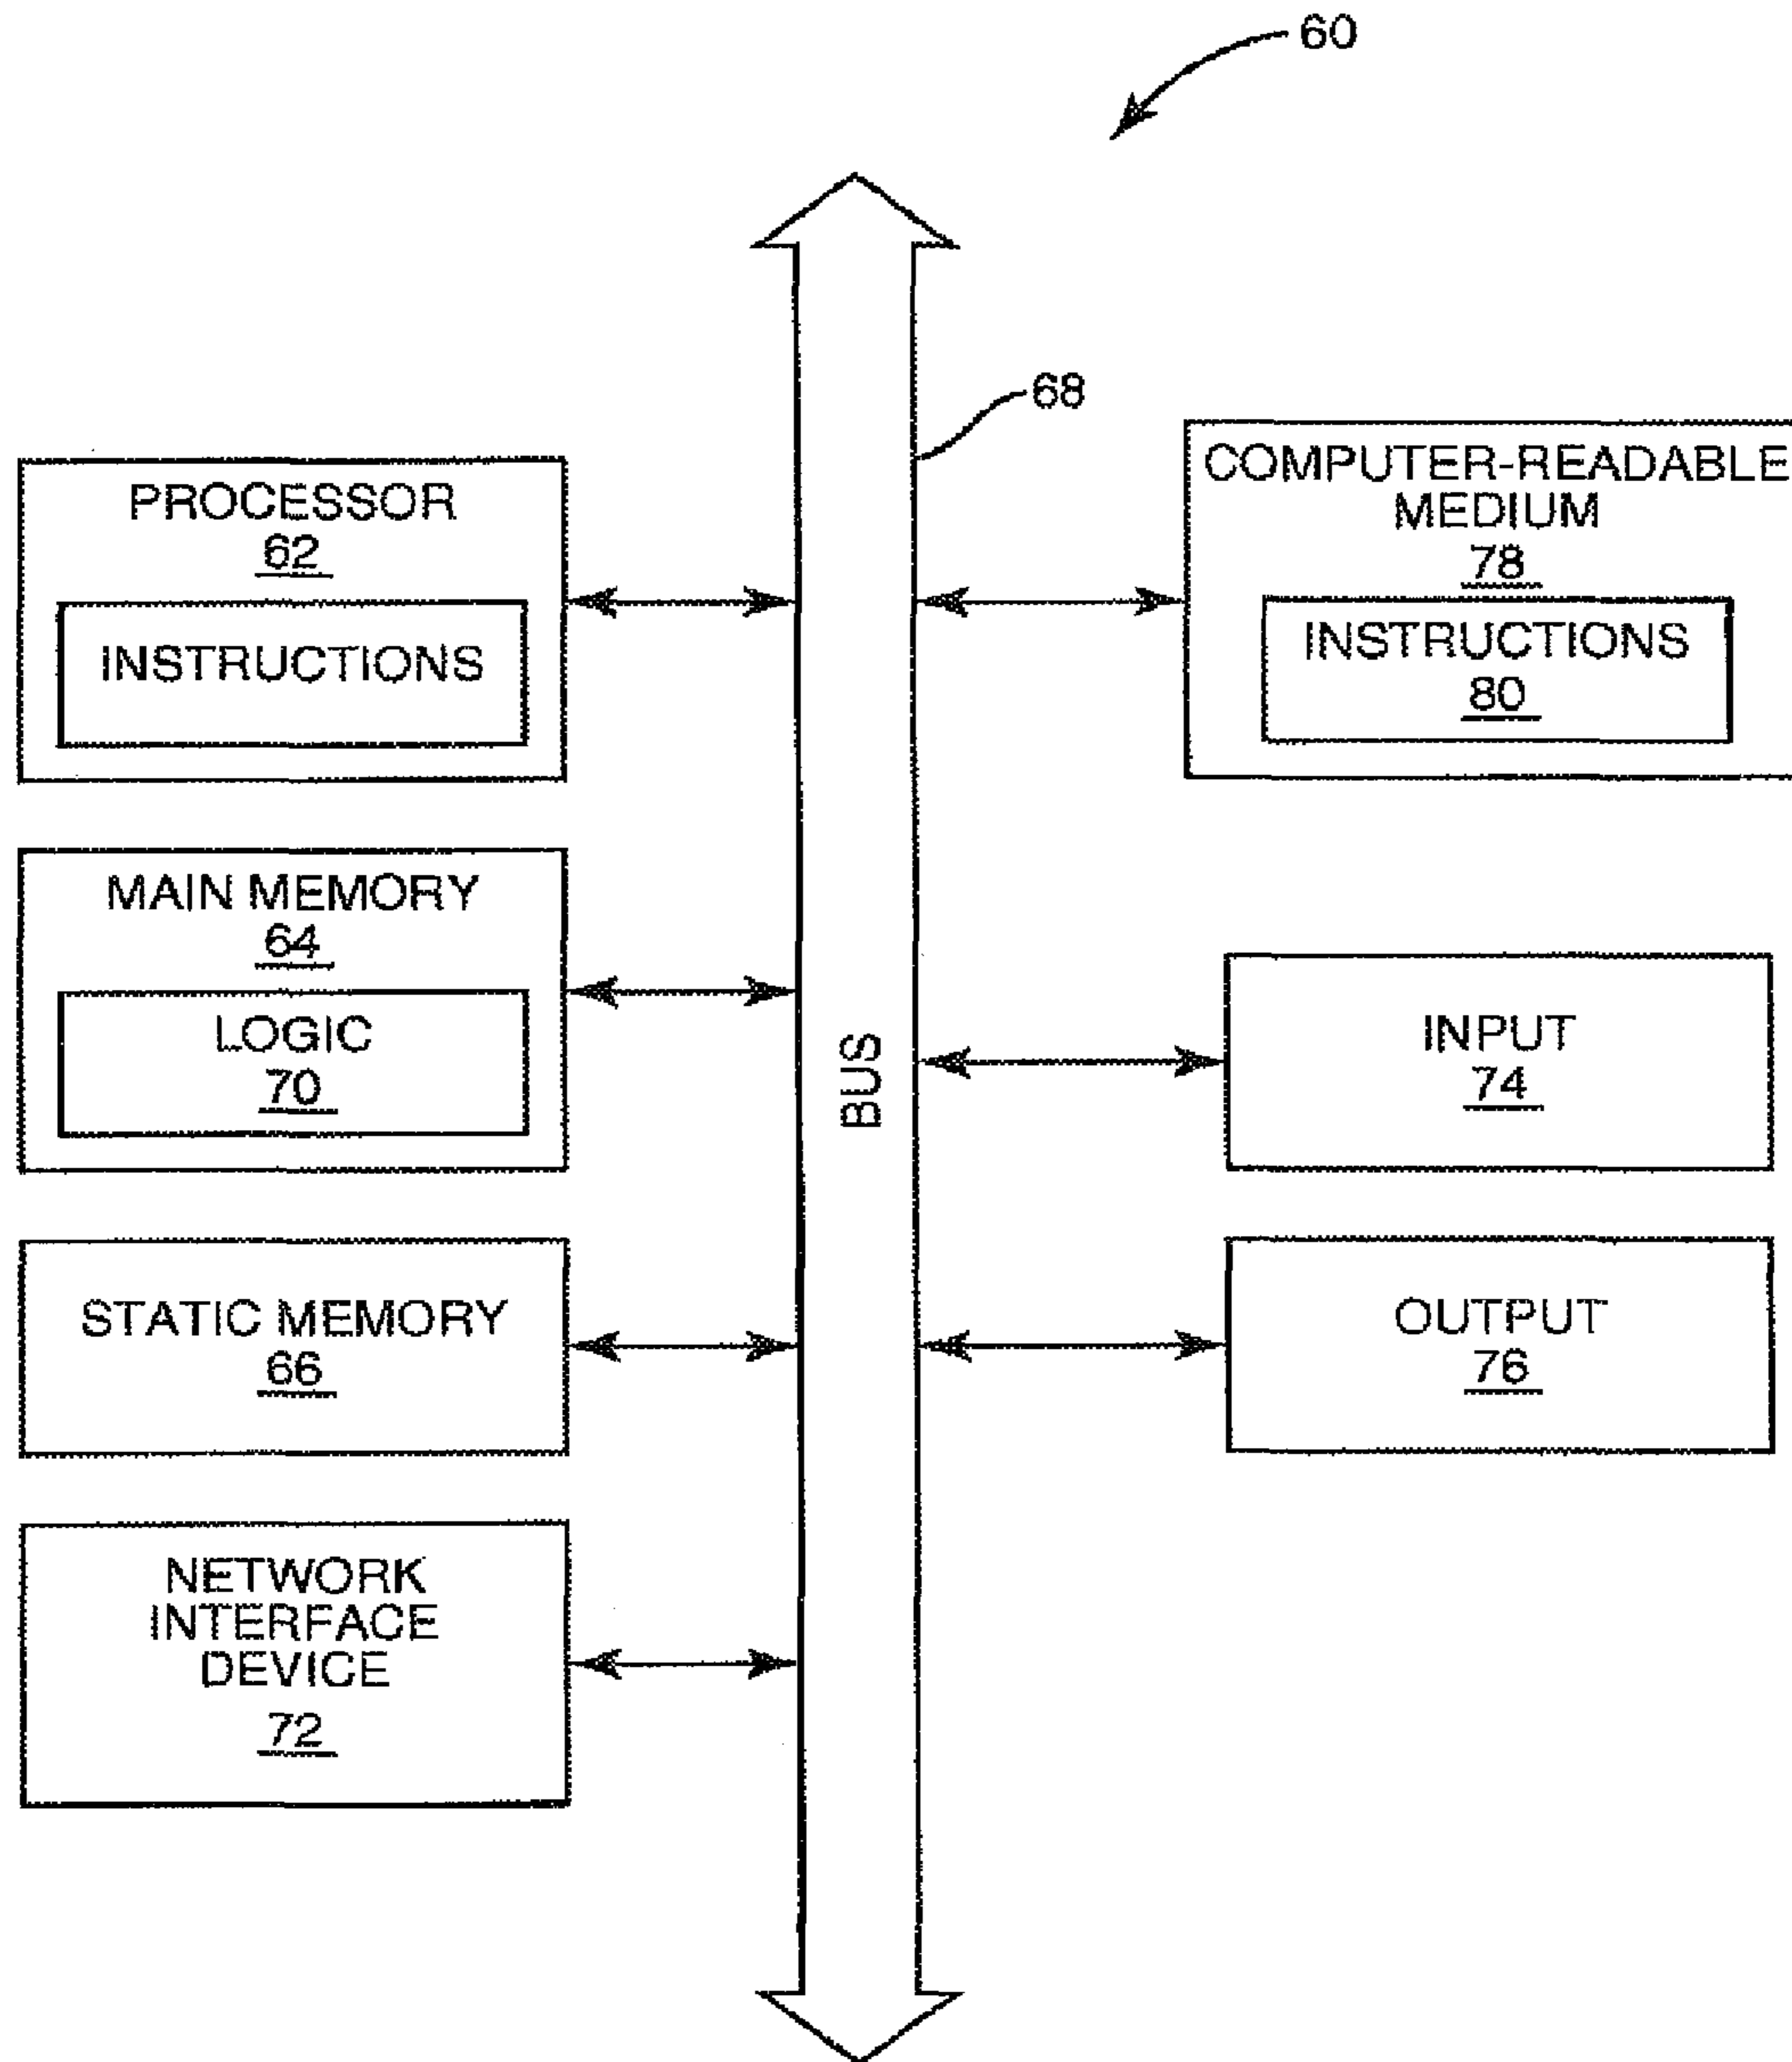 60
68
PROCESSOR
62
INSTRUCTIONS
COMPUTER-READABLE
MEDIUM
78
INSTRUCTIONS
80
MAIN MEMORY
64
LOGIC
70
BUS
INPUT
74
STATIC MEMORY
66
OUTPUT
76
NETWORK
INTERFACE
DEVICE
72